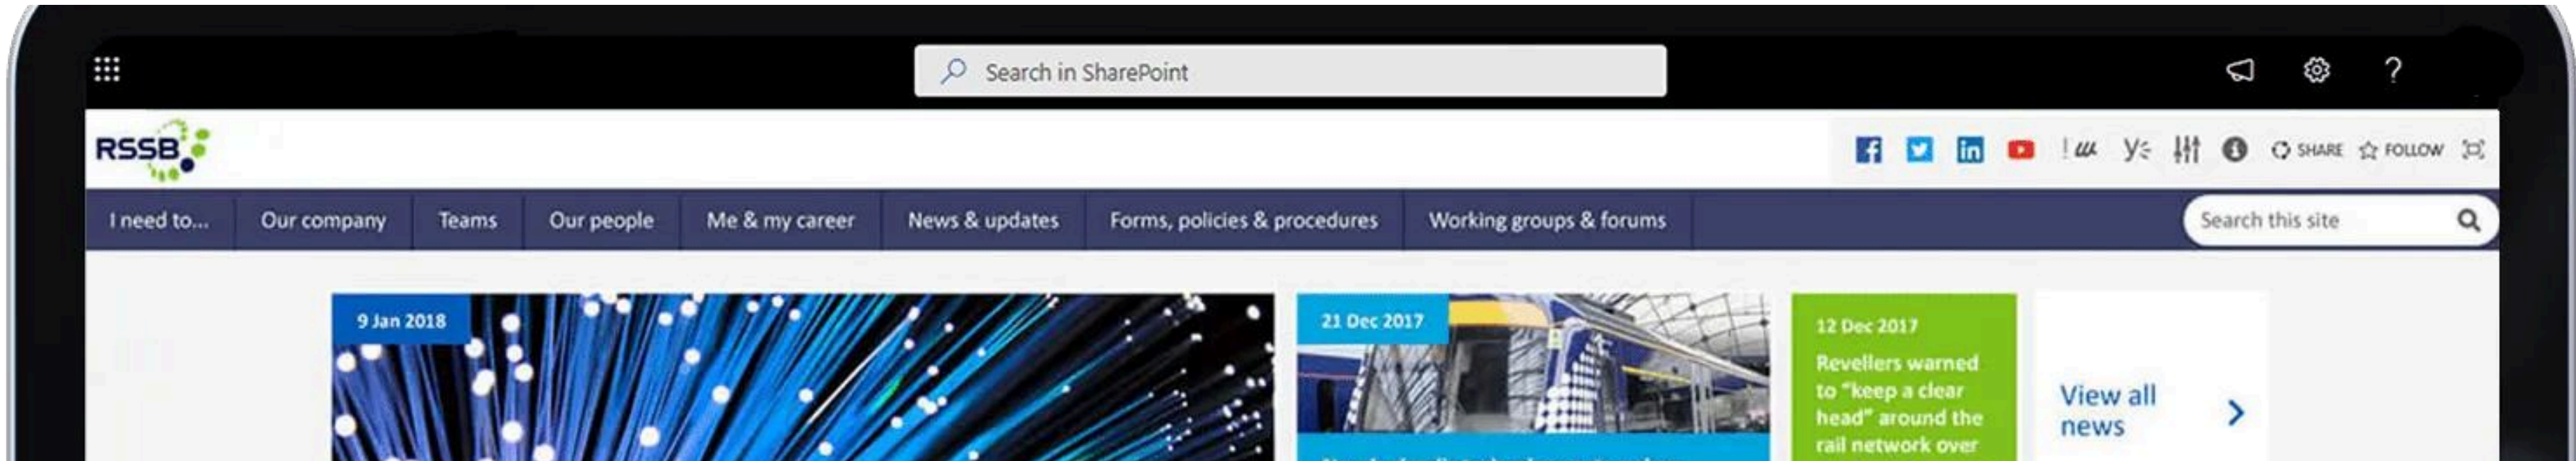 Search in SharePoint
?
RSSB
SHARE FOLLOW
I need to... Our company Teams Our people Me & my career News & updates Forms, policies & procedures Working groups & forums Search this site
9 Jan 2018
21 Dec 2017
12 Dec 2017
Revellers warned
to "keep a clear
head" around the
rail network over
View all
news